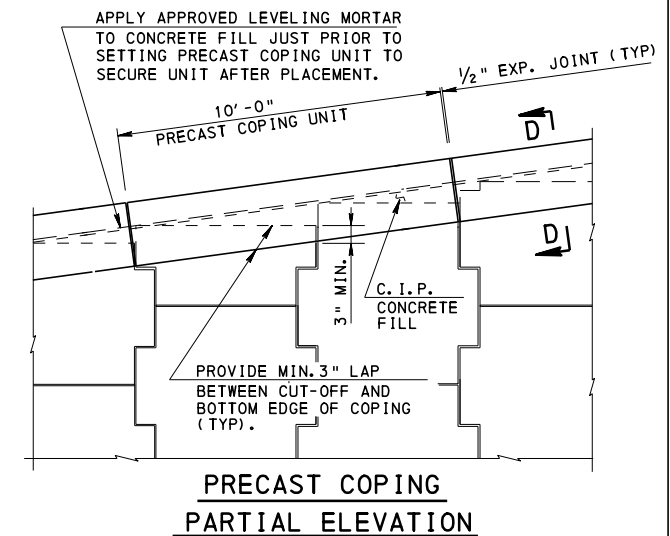 APPLY APPROVED LEVELING MORTAR
TO CONCRETE FILL JUST PRIOR TO
SETTING PRECAST COPING UNIT TO
SECURE UNIT AFTER PLACEMENT.
1/2" EXP. JOINT (TYP)
10'-0"
PRECAST COPING UNIT
D
D
3" MIN.
C.I.P.
CONCRETE
FILL
PROVIDE MIN.3" LAP
BETWEEN CUT-OFF AND
BOTTOM EDGE OF COPING
(TYP).
PRECAST COPING
PARTIAL ELEVATION